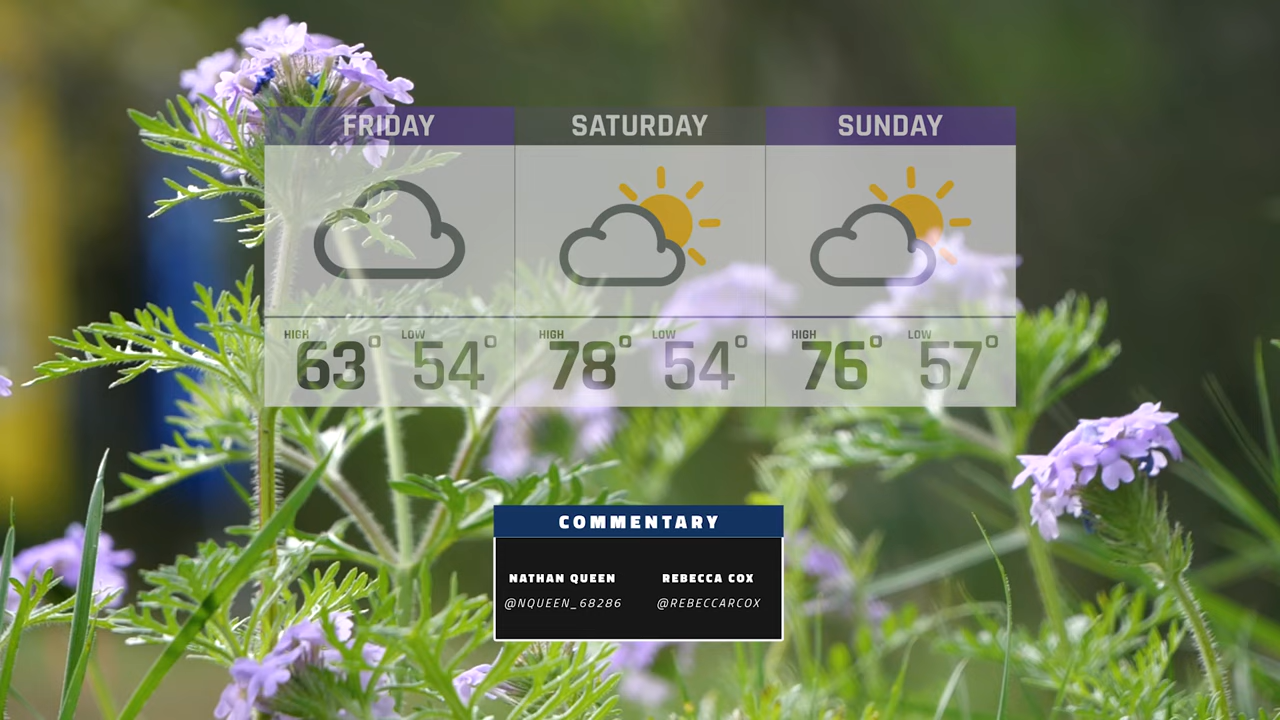 FRIDAY SATURDAY SUNDAY
HIGH LOW HIGH LOW HIGH LOW
63° 54° 78° 54° 76° 57°
COMMENTARY
NATHAN QUEEN REBECCA COX
@NQUEEN_68286 @REBECCARCOX